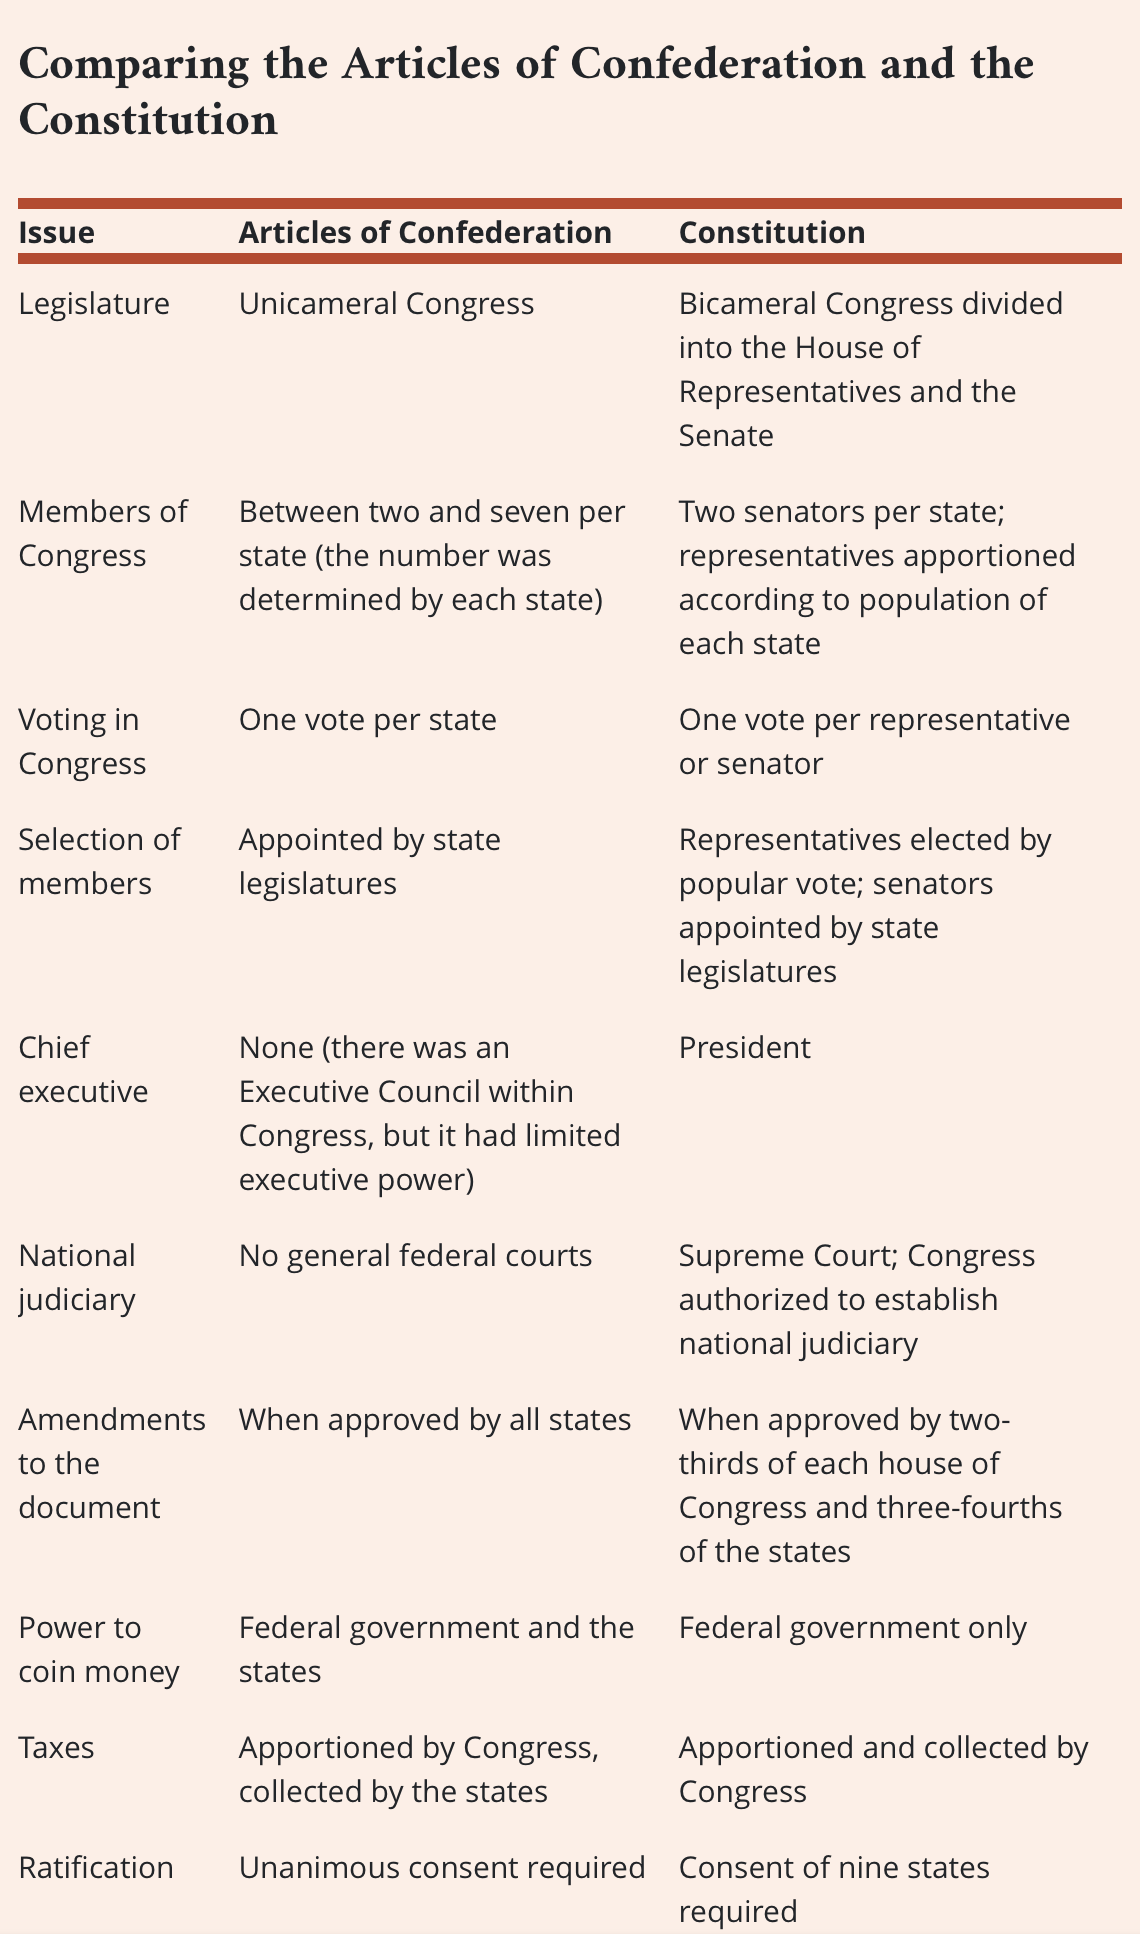 Comparing the Articles of Confederation and the
Constitution
Issue Articles of Confederation Constitution
Legislature Unicameral Congress Bicameral Congress divided
into the House of
Representatives and the
Senate
Members of Between two and seven per Two senators per state;
Congress state (the number was representatives apportioned
determined by each state) according to population of
each state
Voting in One vote per state One vote per representative
Congress or senator
Selection of Appointed by state Representatives elected by
members legislatures popular vote; senators
appointed by state
legislatures
Chief None (there was an President
executive Executive Council within
Congress, but it had limited
executive power)
National No general federal courts Supreme Court; Congress
judiciary authorized to establish
national judiciary
Amendments When approved by all states When approved by two-
to the thirds of each house of
document Congress and three-fourths
of the states
Power to Federal government and the Federal government only
coin money states
Taxes Apportioned by Congress, Apportioned and collected by
collected by the states Congress
Ratification Unanimous consent required Consent of nine states
required